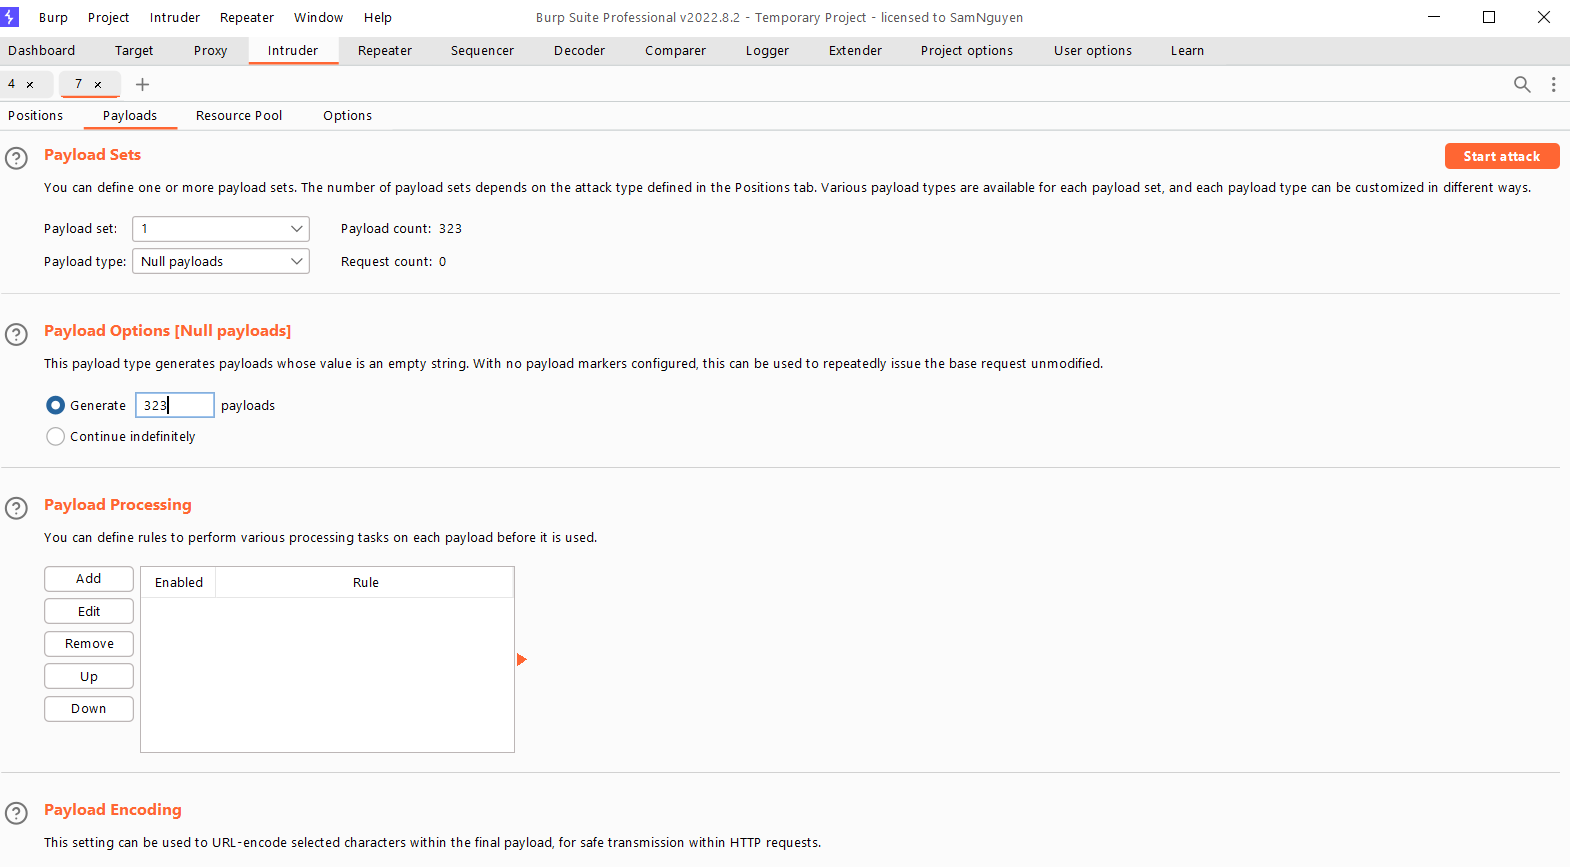 Burp Project Intruder Repeater Window Help Burp Suite Professional v2022.8.2 - Temporary Project - licensed to SamNguyen
Dashboard Target Proxy Intruder Repeater Sequencer Decoder Comparer Logger Extender Project options User options Learn
4 × 7 × +
Positions Payloads Resource Pool Options
? Payload Sets Start attack
You can define one or more payload sets. The number of payload sets depends on the attack type defined in the Positions tab. Various payload types are available for each payload set, and each payload type can be customized in different ways.
Payload set: 1 Payload count: 323
Payload type: Null payloads Request count: 0
? Payload Options [Null payloads]
This payload type generates payloads whose value is an empty string. With no payload markers configured, this can be used to repeatedly issue the base request unmodified.
Generate 323 payloads
Continue indefinitely
? Payload Processing
You can define rules to perform various processing tasks on each payload before it is used.
Add Enabled Rule
Edit
Remove
Up
Down
? Payload Encoding
This setting can be used to URL-encode selected characters within the final payload, for safe transmission within HTTP requests.